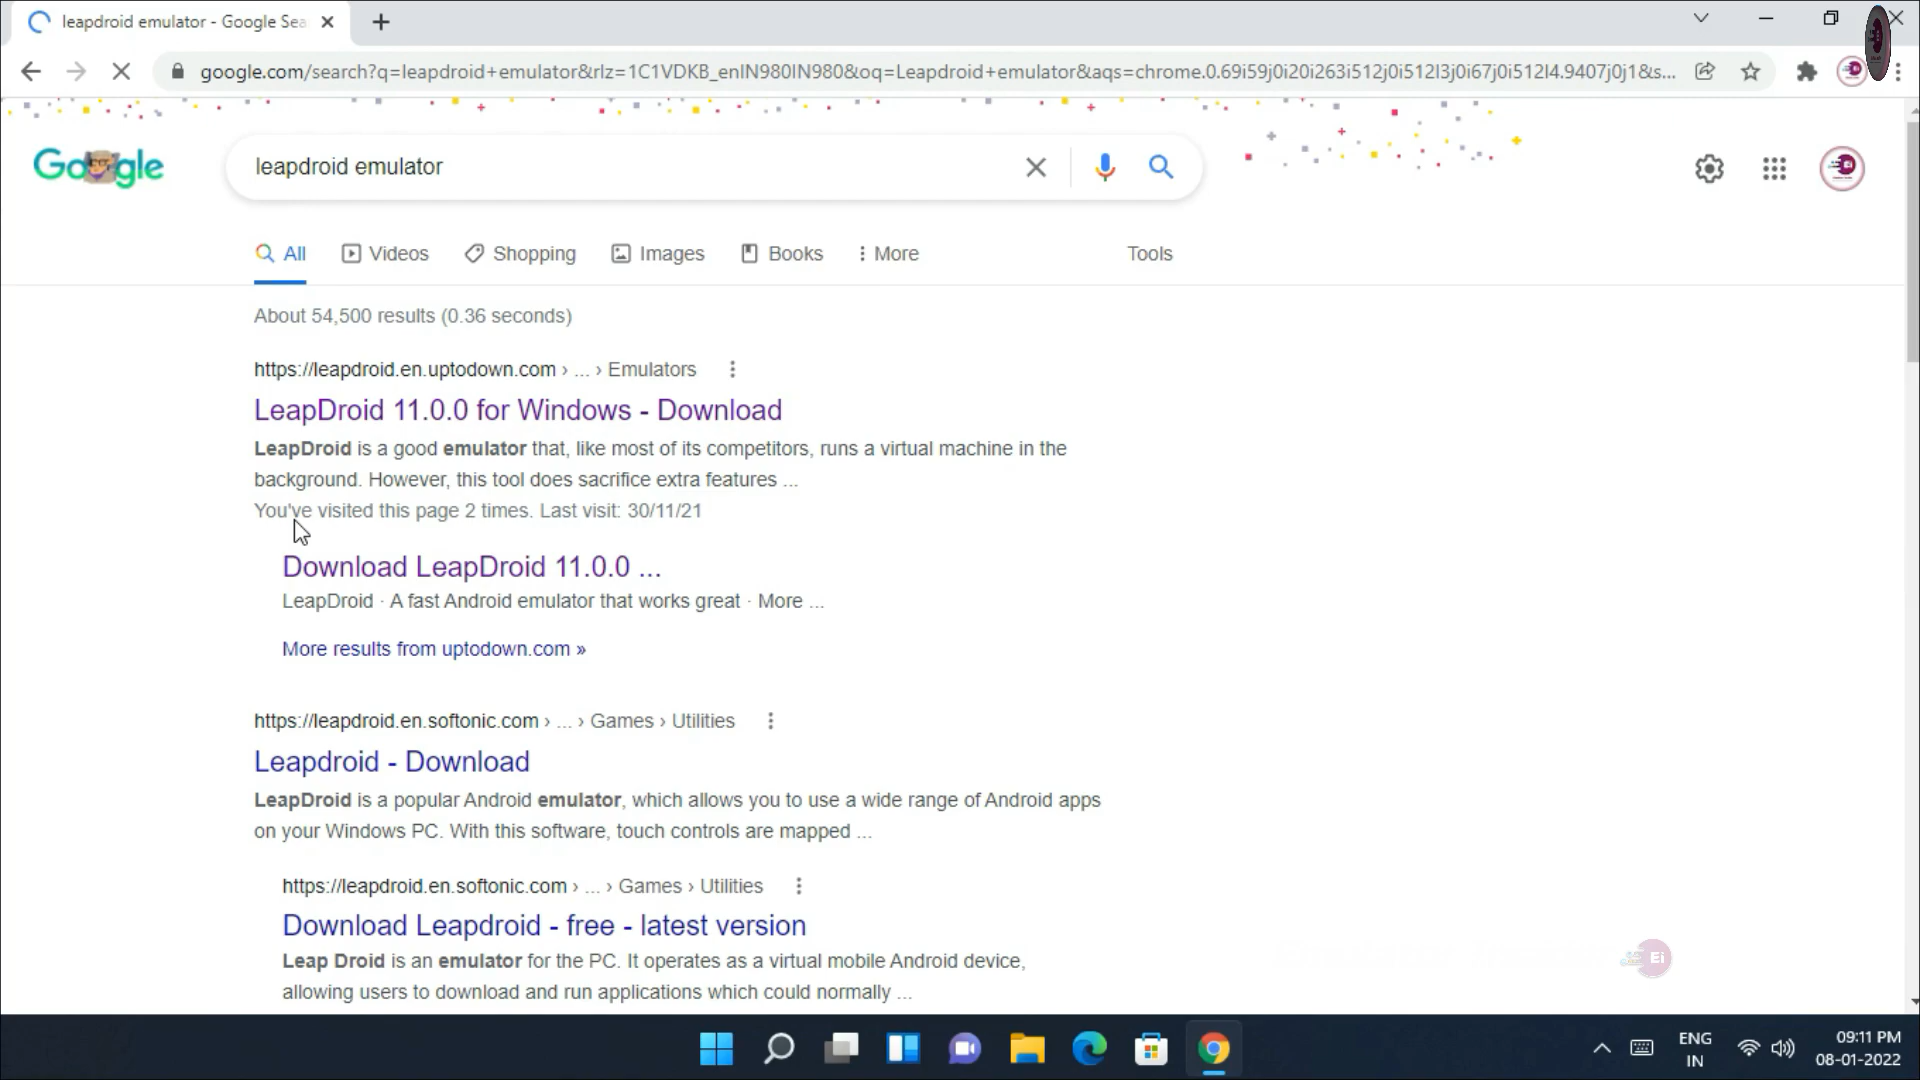 leapdroid emulator - Google Sea
google.com/search?q=leapdroid+emulator&rlz=1C1VDKB_enIN980IN980&oq=Leapdroid+emulator&aqs=chrome.0.69i59j0i20i263i512j0i512l3j0i67j0i512l4.9407j0j1&s...
Google
leapdroid emulator
All Videos Shopping Images Books More Tools
About 54,500 results (0.36 seconds)
https://leapdroid.en.uptodown.com › ... › Emulators
LeapDroid 11.0.0 for Windows - Download
LeapDroid is a good emulator that, like most of its competitors, runs a virtual machine in the
background. However, this tool does sacrifice extra features ...
You've visited this page 2 times. Last visit: 30/11/21
Download LeapDroid 11.0.0 ...
LeapDroid · A fast Android emulator that works great · More ...
More results from uptodown.com »
https://leapdroid.en.softonic.com › ... › Games › Utilities
Leapdroid - Download
LeapDroid is a popular Android emulator, which allows you to use a wide range of Android apps
on your Windows PC. With this software, touch controls are mapped ...
https://leapdroid.en.softonic.com › ... › Games › Utilities
Download Leapdroid - free - latest version
Leap Droid is an emulator for the PC. It operates as a virtual mobile Android device,
allowing users to download and run applications which could normally ...
Ei
ENG
IN
09:11 PM
08-01-2022